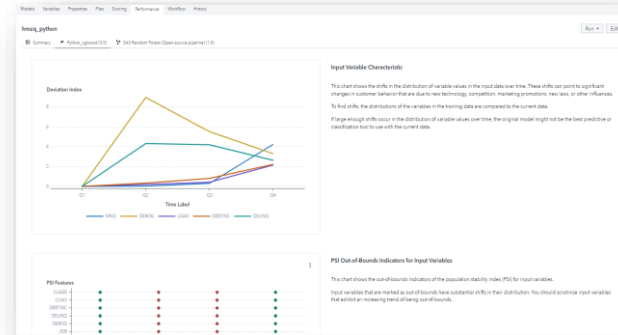 Models Variables Properties Files Scoring Performance Workflow History
hmeq_python
Run
Edit
Summary Python_xgboost (3.0) SAS Random Forest (Open-source pipeline) (1.0)
Deviation Index
8
6
4
2
0
Q1 Q2 Q3 Q4
Time Label
NINQ DEROG LOAN DEBTINC DELINQ
Input Variable Characteristic
This chart shows the shifts in the distribution of variable values in the input data over time. These shifts can point to significant
changes in customer behavior that are due to new technology, competition, marketing promotions, new laws, or other influences.
To find shifts, the distributions of the variables in the training data are compared to the current data.
If large enough shifts occur in the distribution of variable values over time, the original model might not be the best predictive or
classification tool to use with the current data.
PSI Features
CLAGE
CLNO
DEBTINC
DELINQ
DEROG
JOB
PSI Out-of-Bounds Indicators for Input Variables
This chart shows the out-of-bounds indicators of the population stability index (PSI) for input variables.
Input variables that are marked as out-of-bounds have substantial shifts in their distribution. You should scrutinize input variables
that exhibit an increasing trend of being out-of-bounds.